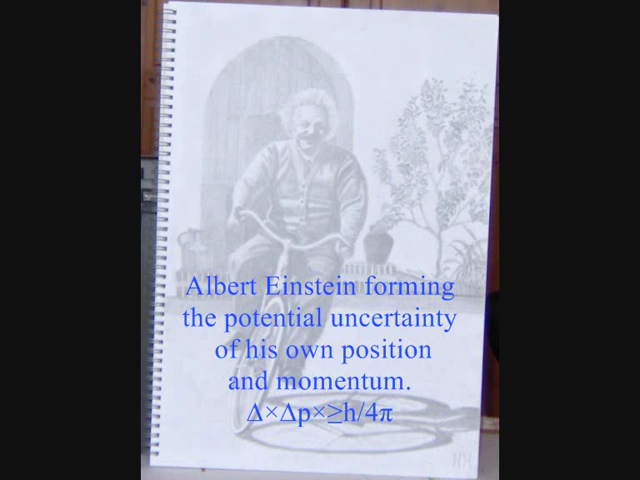 Albert Einstein forming
the potential uncertainty
of his own position
and momentum.
Δ×Δp×≥h/4π